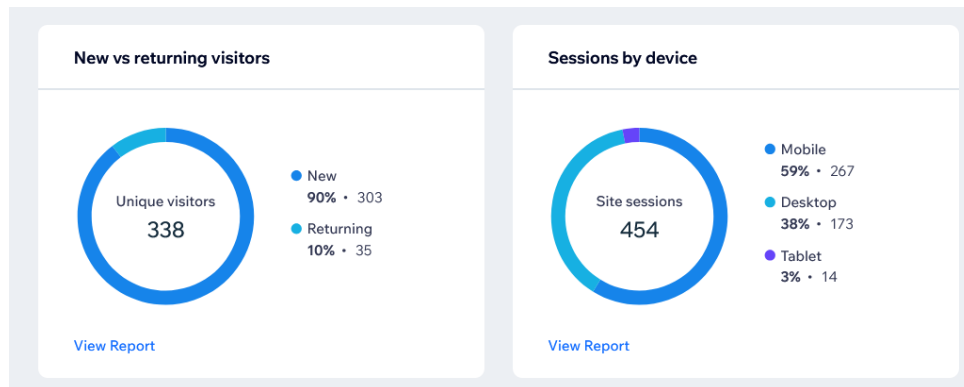 New vs returning visitors
Unique visitors
338
New
90% • 303
Returning
10% • 35
View Report
Sessions by device
Site sessions
454
Mobile
59% • 267
Desktop
38% • 173
Tablet
3% • 14
View Report